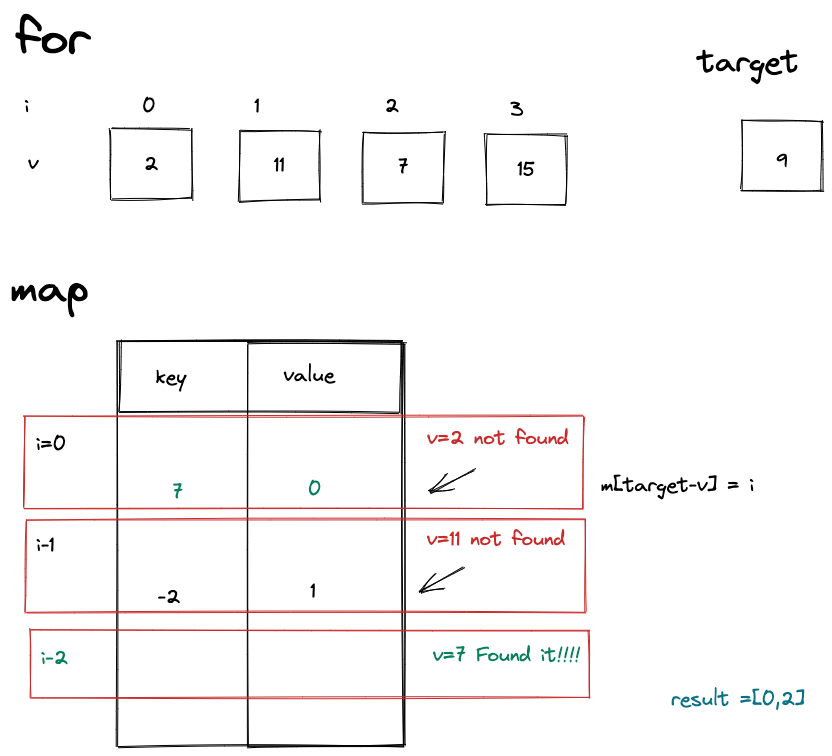 for
target
i 0 1 2 3
v 2 11 7 15 9
map
key value
i=0 v=2 not found
7 0 m[target-v] = i
i-1 v=11 not found
-2 1
i-2 v=7 Found it!!!!
result =[0,2]